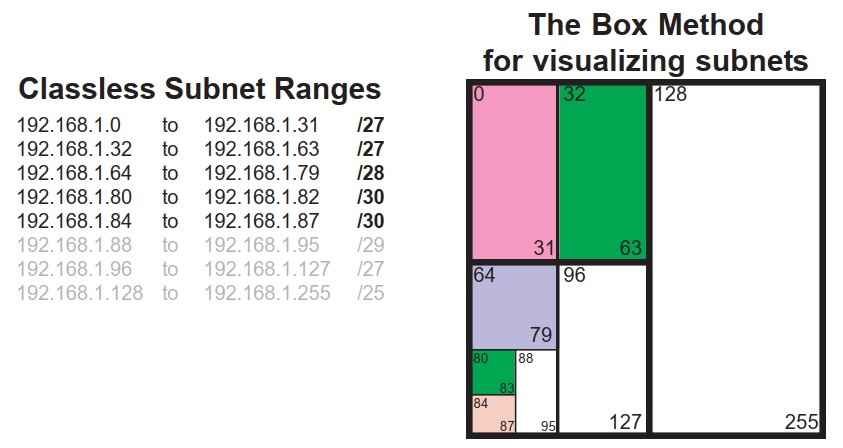 The Box Method
for visualizing subnets
Classless Subnet Ranges
192.168.1.0 to 192.168.1.31 /27
192.168.1.32 to 192.168.1.63 /27
192.168.1.64 to 192.168.1.79 /28
192.168.1.80 to 192.168.1.82 /30
192.168.1.84 to 192.168.1.87 /30
192.168.1.88 to 192.168.1.95 /29
192.168.1.96 to 192.168.1.127 /27
192.168.1.128 to 192.168.1.255 /25
0 32 128
31 63
64 96
79
80 88
83
84
87 95 127 255